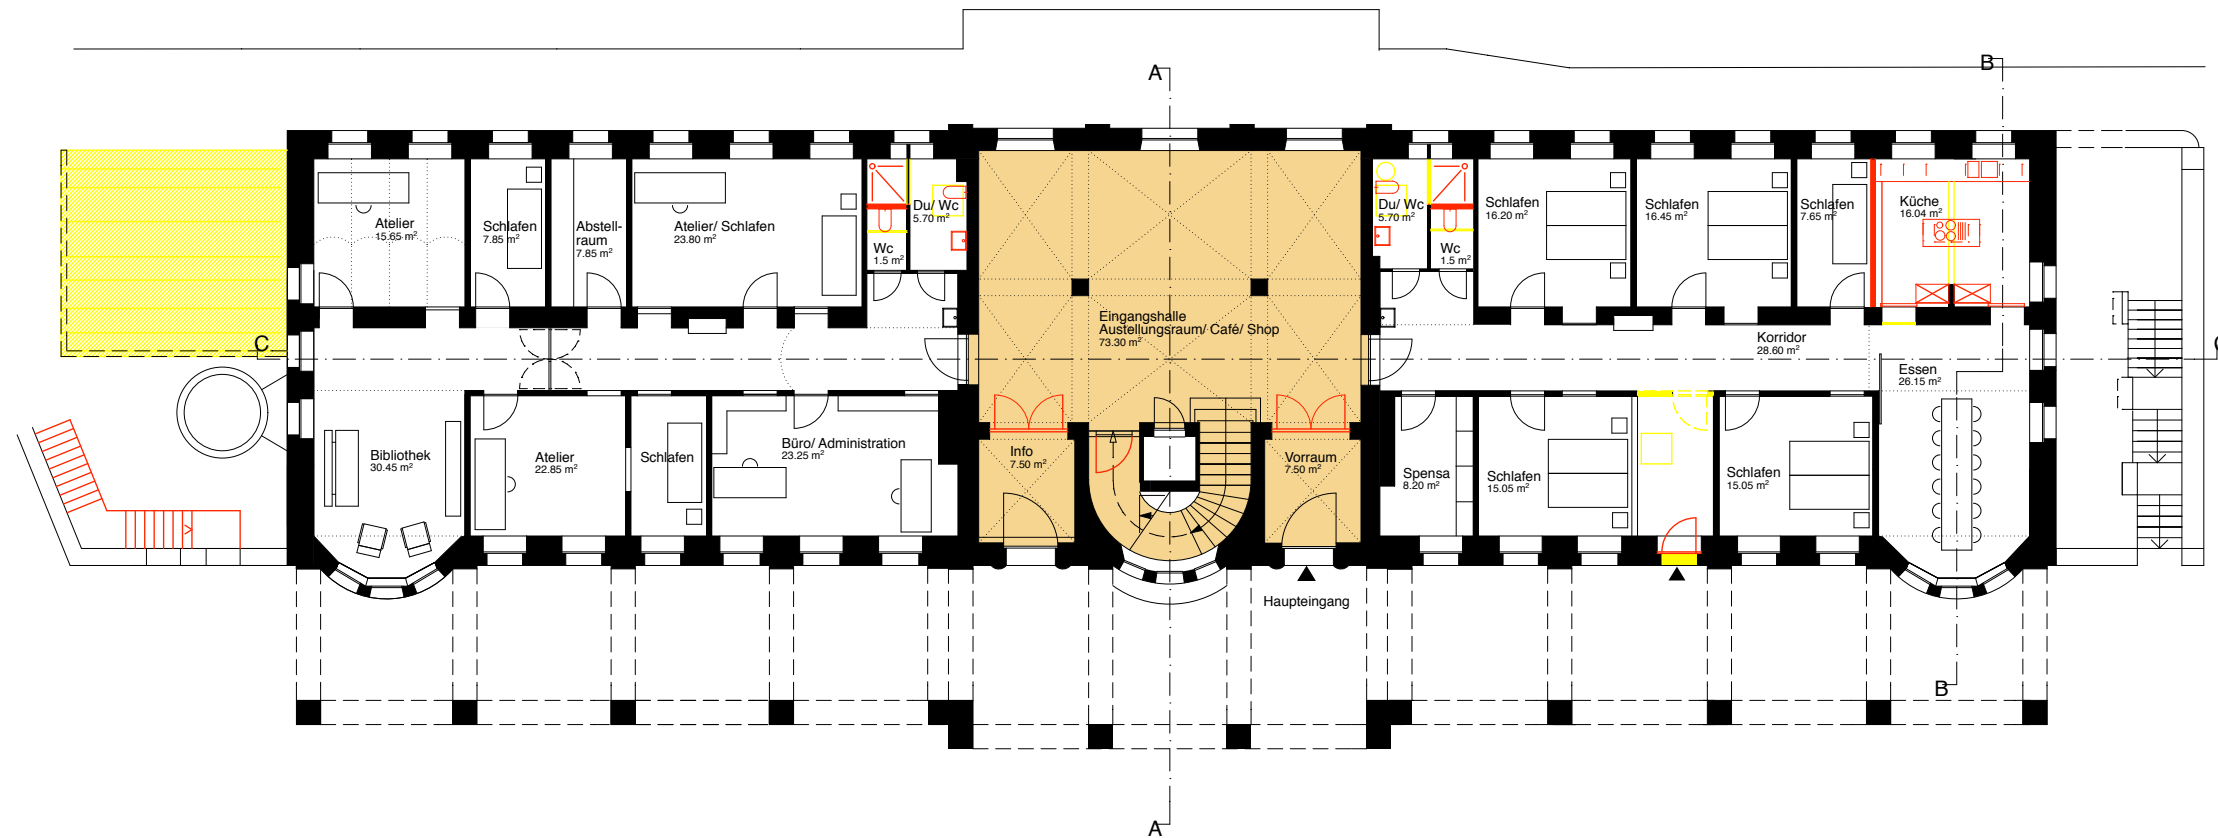 A
B
Atelier
15.65 m²
Schlafen
7.85 m²
Abstell-
raum
7.85 m²
Atelier/ Schlafen
23.80 m²
Wc
1.5 m²
Du/ Wc
5.70 m²
Du/ Wc
5.70 m²
Wc
1.5 m²
Schlafen
16.20 m²
Schlafen
16.45 m²
Schlafen
7.65 m²
Küche
16.04 m²
Eingangshalle
Austellungsraum/ Café/ Shop
73.30 m²
Korridor
28.60 m²
C
C
Essen
26.15 m²
Bibliothek
30.45 m²
Atelier
22.85 m²
Schlafen
Büro/ Administration
23.25 m²
Info
7.50 m²
Vorraum
7.50 m²
Spensa
8.20 m²
Schlafen
15.05 m²
Schlafen
15.05 m²
Haupteingang
B
A